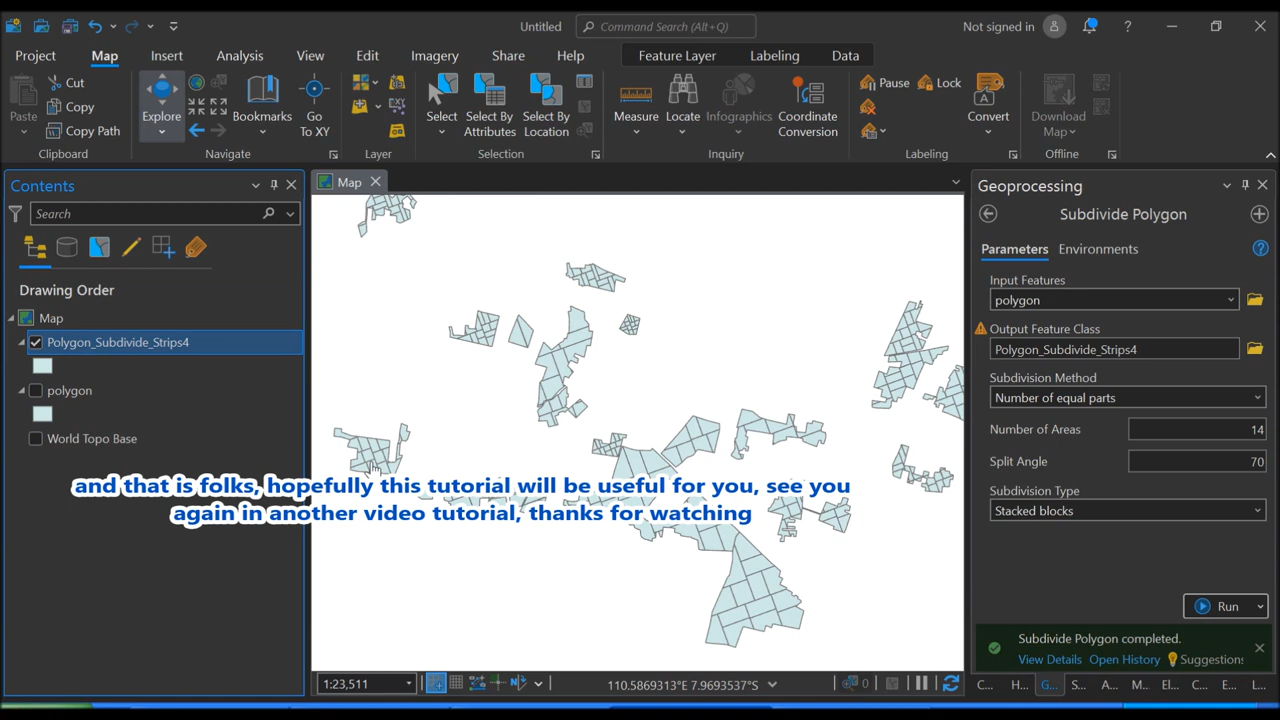 Untitled
Command Search (Alt+Q)
Not signed in
Project Map Insert Analysis View Edit Imagery Share Help Feature Layer Labeling Data
Paste
Cut
Copy
Copy Path
Clipboard
Explore
Bookmarks
Go To XY
Navigate
Layer
Select
Select By Attributes
Select By Location
Selection
Measure
Locate
Infographics
Coordinate Conversion
Inquiry
Pause
Lock
Convert
Labeling
Download Map
Offline
Contents
Search
Drawing Order
Map
Polygon_Subdivide_Strips4
polygon
World Topo Base
Map
and that is folks, hopefully this tutorial will be useful for you, see you
again in another video tutorial, thanks for watching
1:23,511
110.5869313°E 7.9693537°S
0
Geoprocessing
Subdivide Polygon
Parameters Environments
Input Features
polygon
Output Feature Class
Polygon_Subdivide_Strips4
Subdivision Method
Number of equal parts
Number of Areas 14
Split Angle 70
Subdivision Type
Stacked blocks
Run
Subdivide Polygon completed.
View Details Open History Suggestions
C... H... G... S... A... M... El... C... E... L...